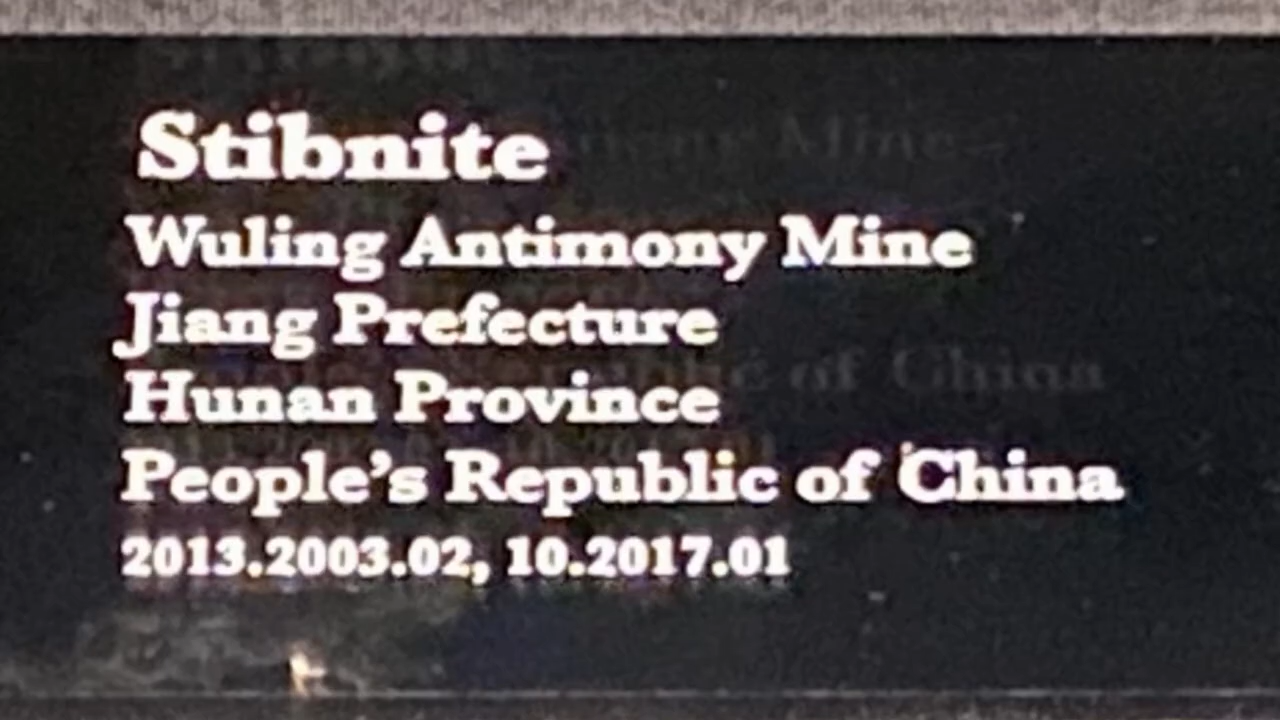 Stibnite
Wuling Antimony Mine
Jiang Prefecture
Hunan Province
People's Republic of China
2013.2003.02, 10.2017.01